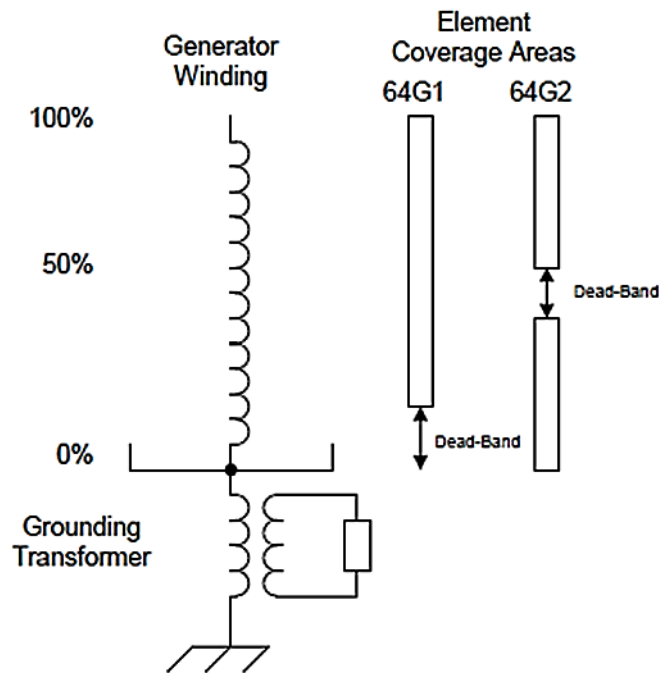 Generator
Winding
Element
Coverage Areas
64G1
64G2
100%
50%
Dead-Band
Dead-Band
0%
Grounding
Transformer